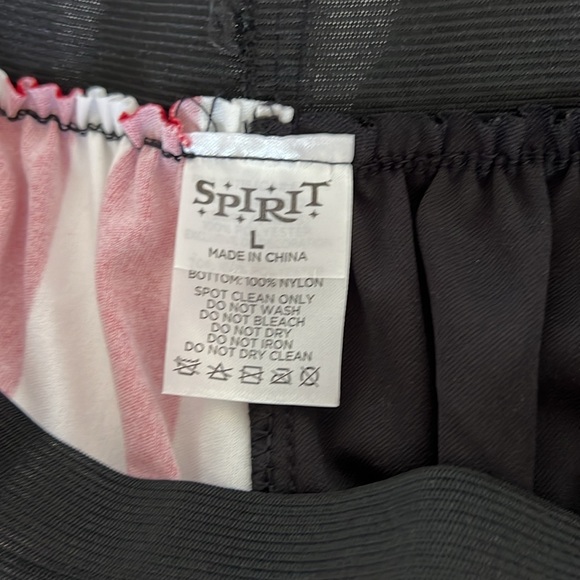 SPIRIT
L
MADE IN CHINA
BOTTOM: 100% NYLON
SPOT CLEAN ONLY
DO NOT WASH
DO NOT BLEACH
DO NOT DRY
DO NOT IRON
DO NOT DRY CLEAN